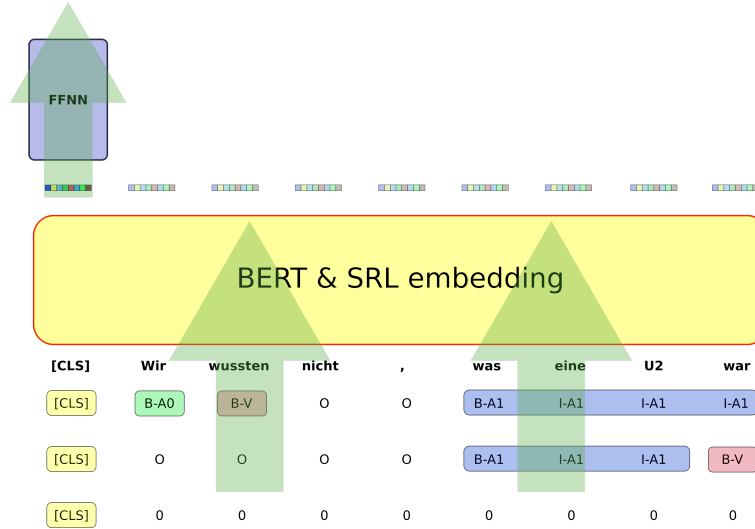 FFNN
BERT & SRL embedding
[CLS] Wir wussten nicht , was eine U2 war
[CLS] B-A0 B-V O O B-A1 I-A1 I-A1 I-A1
[CLS] O O O O B-A1 I-A1 I-A1 B-V
[CLS] 0 0 0 0 0 0 0 0